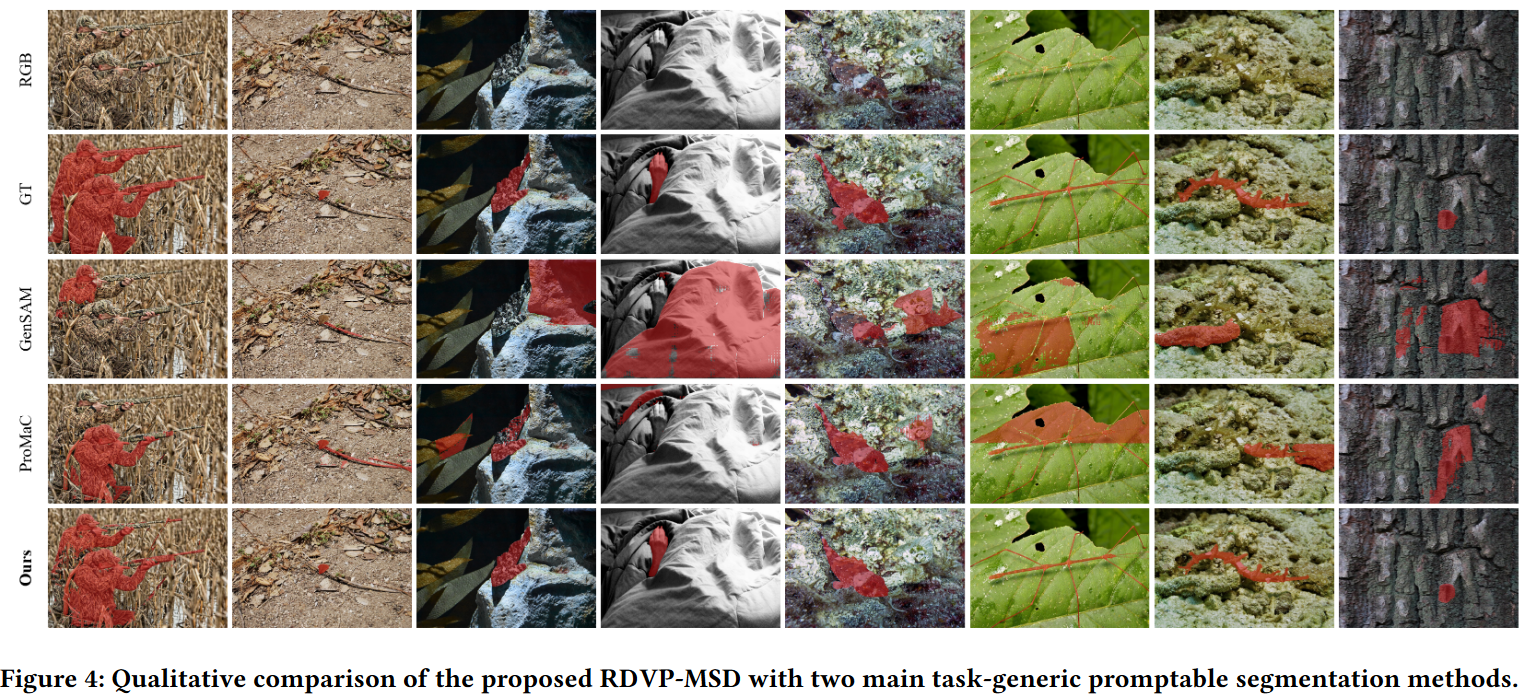 RGB
GT
GenSAM
ProMaC
Ours
Figure 4: Qualitative comparison of the proposed RDVP-MSD with two main task-generic promptable segmentation methods.